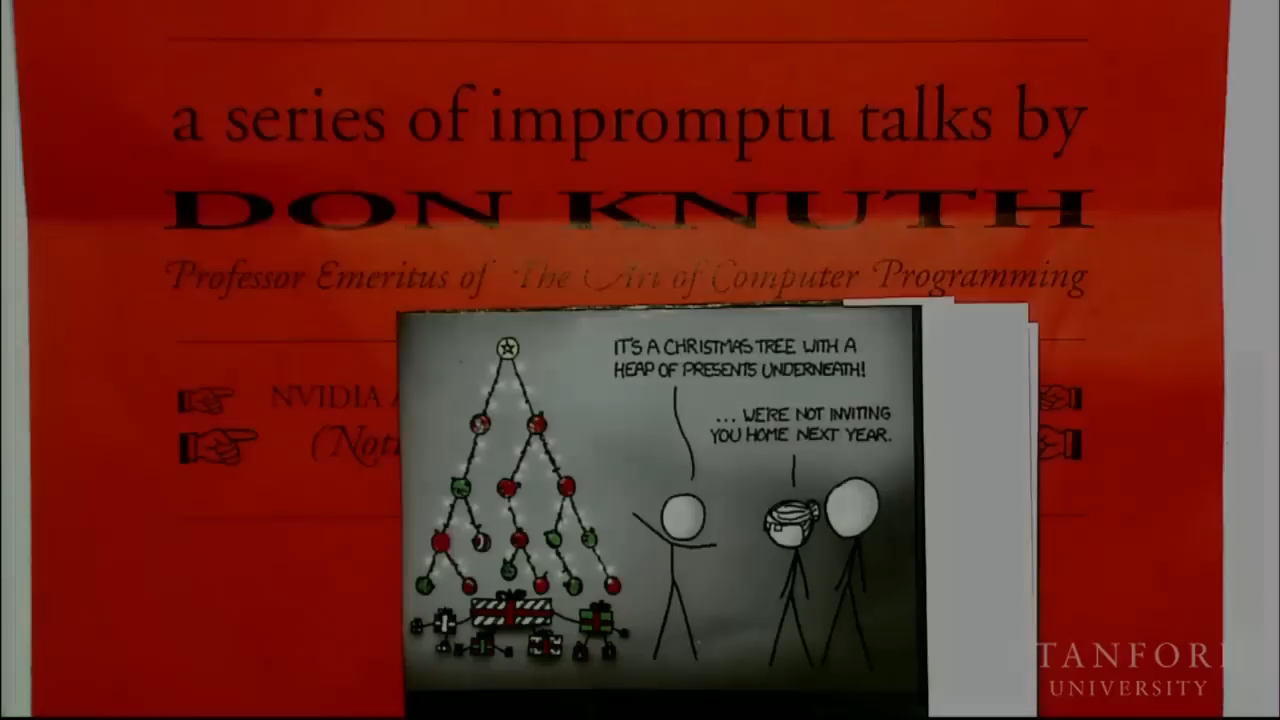 a series of impromptu talks by
DON KNUTH
Professor Emeritus of The Art of Computer Programming
NVIDIA
(Noti
IT'S A CHRISTMAS TREE WITH A
HEAP OF PRESENTS UNDERNEATH!
... WE'RE NOT INVITING
YOU HOME NEXT YEAR.
TANFOR
UNIVERSITY